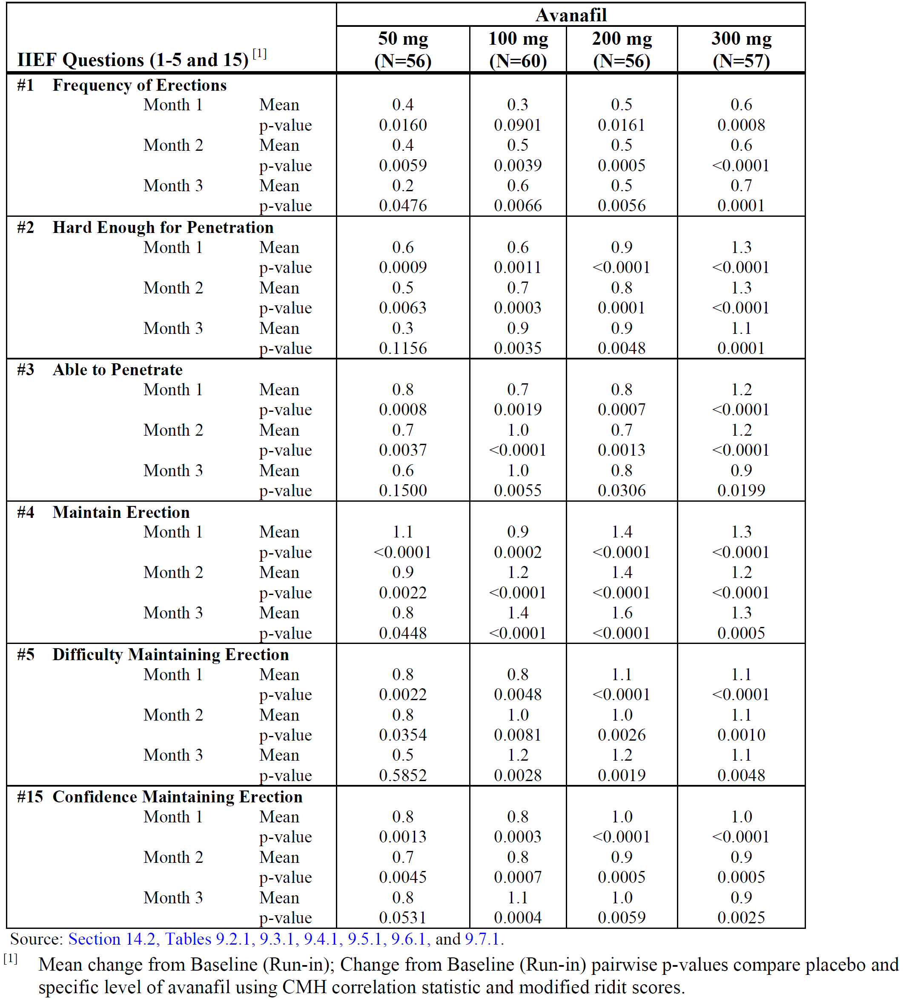 Avanafil
IIEF Questions (1-5 and 15) [1] 50 mg (N=56) 100 mg (N=60) 200 mg (N=56) 300 mg (N=57)
#1 Frequency of Erections
Month 1 Mean 0.4 0.3 0.5 0.6
p-value 0.0160 0.0901 0.0161 0.0008
Month 2 Mean 0.4 0.5 0.5 0.6
p-value 0.0059 0.0039 0.0005 <0.0001
Month 3 Mean 0.2 0.6 0.5 0.7
p-value 0.0476 0.0066 0.0056 0.0001
#2 Hard Enough for Penetration
Month 1 Mean 0.6 0.6 0.9 1.3
p-value 0.0009 0.0011 <0.0001 <0.0001
Month 2 Mean 0.5 0.7 0.8 1.3
p-value 0.0063 0.0003 0.0001 <0.0001
Month 3 Mean 0.3 0.9 0.9 1.1
p-value 0.1156 0.0035 0.0048 0.0001
#3 Able to Penetrate
Month 1 Mean 0.8 0.7 0.8 1.2
p-value 0.0008 0.0019 0.0007 <0.0001
Month 2 Mean 0.7 1.0 0.7 1.2
p-value 0.0037 <0.0001 0.0013 <0.0001
Month 3 Mean 0.6 1.0 0.8 0.9
p-value 0.1500 0.0055 0.0306 0.0199
#4 Maintain Erection
Month 1 Mean 1.1 0.9 1.4 1.3
p-value <0.0001 0.0002 <0.0001 <0.0001
Month 2 Mean 0.9 1.2 1.4 1.2
p-value 0.0022 <0.0001 <0.0001 <0.0001
Month 3 Mean 0.8 1.4 1.6 1.3
p-value 0.0448 <0.0001 <0.0001 0.0005
#5 Difficulty Maintaining Erection
Month 1 Mean 0.8 0.8 1.1 1.1
p-value 0.0022 0.0048 <0.0001 <0.0001
Month 2 Mean 0.8 1.0 1.0 1.1
p-value 0.0354 0.0081 0.0026 0.0010
Month 3 Mean 0.5 1.2 1.2 1.1
p-value 0.5852 0.0028 0.0019 0.0048
#15 Confidence Maintaining Erection
Month 1 Mean 0.8 0.8 1.0 1.0
p-value 0.0013 0.0003 <0.0001 <0.0001
Month 2 Mean 0.7 0.8 0.9 0.9
p-value 0.0045 0.0007 0.0005 0.0005
Month 3 Mean 0.8 1.1 1.0 0.9
p-value 0.0531 0.0004 0.0059 0.0025
Source: Section 14.2, Tables 9.2.1, 9.3.1, 9.4.1, 9.5.1, 9.6.1, and 9.7.1.
[1] Mean change from Baseline (Run-in); Change from Baseline (Run-in) pairwise p-values compare placebo and
specific level of avanafil using CMH correlation statistic and modified ridit scores.